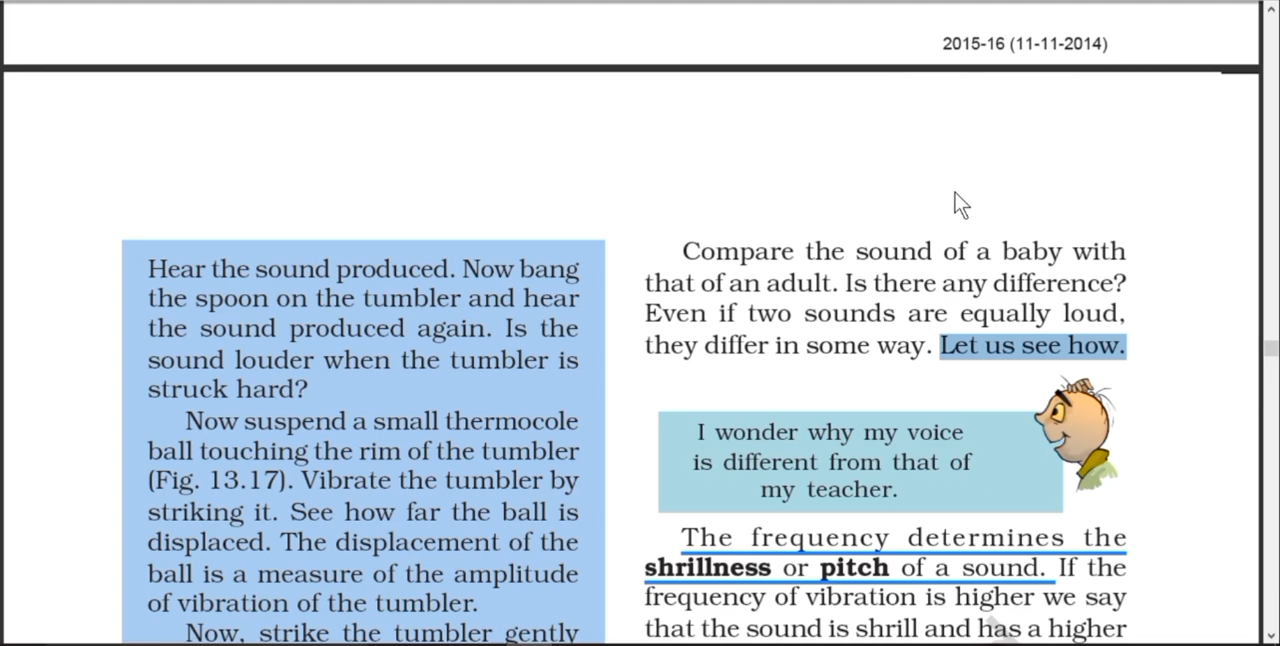 2015-16 (11-11-2014)
Hear the sound produced. Now bang
the spoon on the tumbler and hear
the sound produced again. Is the
sound louder when the tumbler is
struck hard?
Now suspend a small thermocole
ball touching the rim of the tumbler
(Fig. 13.17). Vibrate the tumbler by
striking it. See how far the ball is
displaced. The displacement of the
ball is a measure of the amplitude
of vibration of the tumbler.
Now, strike the tumbler gently
Compare the sound of a baby with
that of an adult. Is there any difference?
Even if two sounds are equally loud,
they differ in some way. Let us see how.
I wonder why my voice
is different from that of
my teacher.
The frequency determines the
shrillness or pitch of a sound. If the
frequency of vibration is higher we say
that the sound is shrill and has a higher